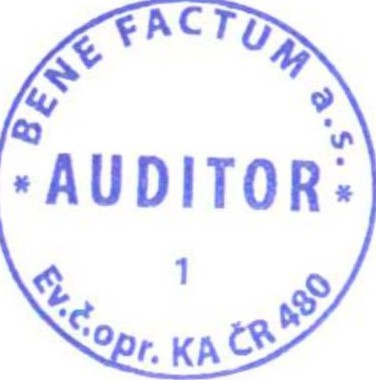 BENE FACTUM a.s.
* AUDITOR *
1
Ev.č.opr. KA ČR 480